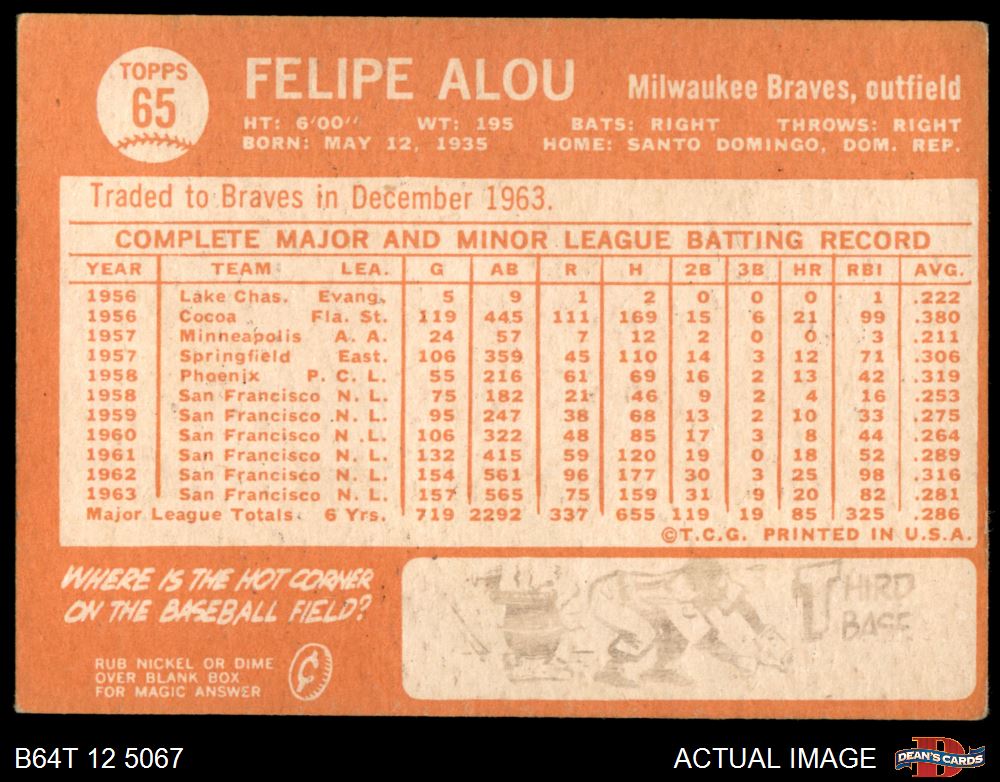 TOPPS
65
FELIPE ALOU
Milwaukee Braves, outfield
HT: 6'00" WT: 195 BATS: RIGHT THROWS: RIGHT
BORN: MAY 12, 1935 HOME: SANTO DOMINGO, DOM. REP.
Traded to Braves in December 1963.
COMPLETE MAJOR AND MINOR LEAGUE BATTING RECORD
YEAR TEAM LEA. G AB R H 2B 3B HR RBI AVG.
1956 Lake Chas. Evang. 5 9 1 2 0 0 0 1 .222
1956 Cocoa Fla. St. 119 445 111 169 15 6 21 99 .380
1957 Minneapolis A. A. 24 57 7 12 2 0 0 3 .211
1957 Springfield East. 106 359 45 110 14 3 12 71 .306
1958 Phoenix P. C. L. 55 216 61 69 16 2 13 42 .319
1958 San Francisco N. L. 75 182 21 46 9 2 4 16 .253
1959 San Francisco N. L. 95 247 38 68 13 2 10 33 .275
1960 San Francisco N .L. 106 322 48 85 17 3 8 44 .264
1961 San Francisco N. L. 132 415 59 120 19 0 18 52 .289
1962 San Francisco N. L. 154 561 96 177 30 3 25 98 .316
1963 San Francisco N. L. 157 565 75 159 31 9 20 82 .281
Major League Totals 6 Yrs. 719 2292 337 655 119 19 85 325 .286
©T.C.G. PRINTED IN U.S.A.
WHERE IS THE HOT CORNER
ON THE BASEBALL FIELD?
RUB NICKEL OR DIME
OVER BLANK BOX
FOR MAGIC ANSWER
THIRD
BASE
B64T 12 5067
ACTUAL IMAGE
D
DEAN'S CARDS